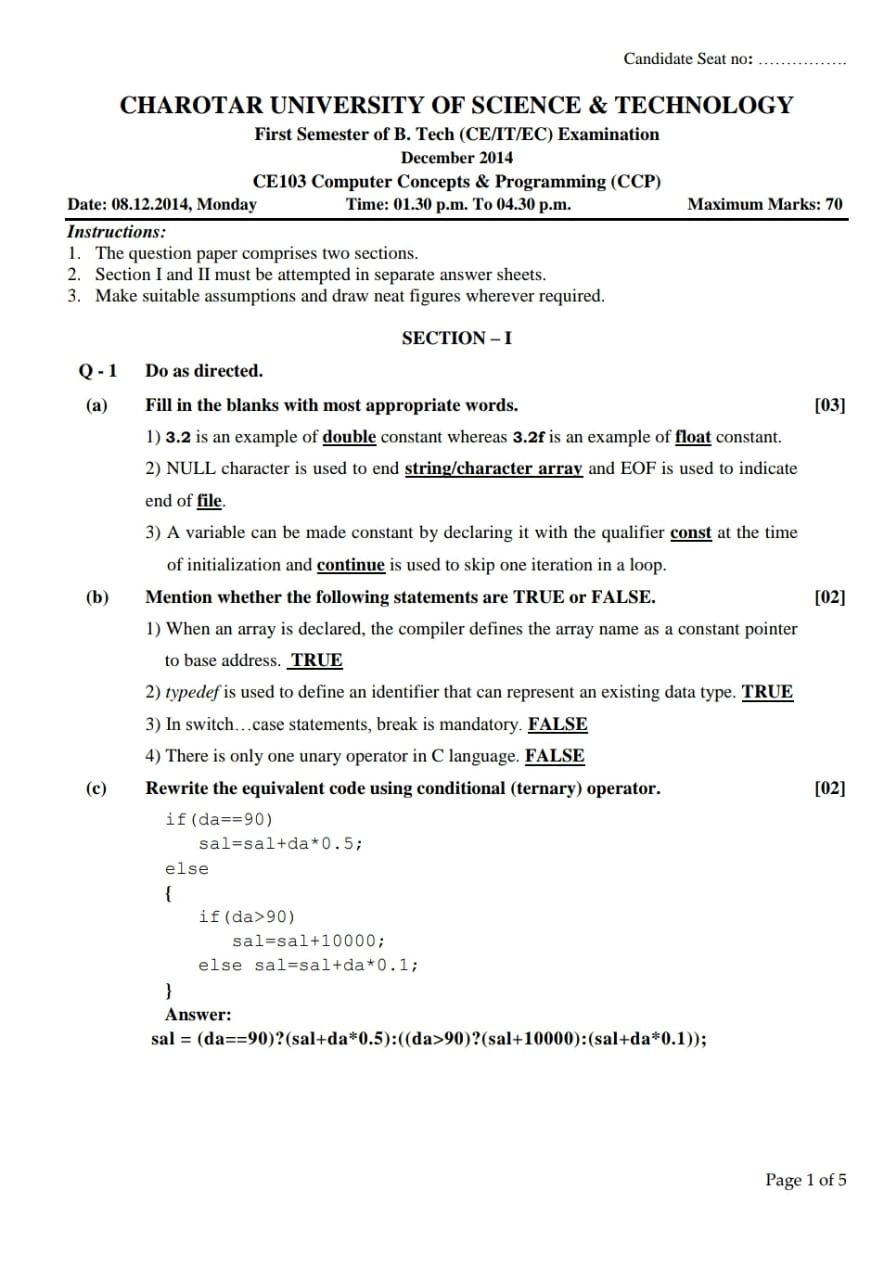 Candidate Seat no: ................
CHAROTAR UNIVERSITY OF SCIENCE & TECHNOLOGY
First Semester of B. Tech (CE/IT/EC) Examination
December 2014
CE103 Computer Concepts & Programming (CCP)
Date: 08.12.2014, Monday Time: 01.30 p.m. To 04.30 p.m. Maximum Marks: 70
Instructions:
1. The question paper comprises two sections.
2. Section I and II must be attempted in separate answer sheets.
3. Make suitable assumptions and draw neat figures wherever required.
SECTION – I
Q - 1 Do as directed.
(a) Fill in the blanks with most appropriate words. [03]
1) 3.2 is an example of double constant whereas 3.2f is an example of float constant.
2) NULL character is used to end string/character array and EOF is used to indicate
end of file.
3) A variable can be made constant by declaring it with the qualifier const at the time
of initialization and continue is used to skip one iteration in a loop.
(b) Mention whether the following statements are TRUE or FALSE. [02]
1) When an array is declared, the compiler defines the array name as a constant pointer
to base address. TRUE
2) typedef is used to define an identifier that can represent an existing data type. TRUE
3) In switch…case statements, break is mandatory. FALSE
4) There is only one unary operator in C language. FALSE
(c) Rewrite the equivalent code using conditional (ternary) operator. [02]
if(da==90)
sal=sal+da*0.5;
else
{
if(da>90)
sal=sal+10000;
else sal=sal+da*0.1;
}
Answer:
sal = (da==90)?(sal+da*0.5):((da>90)?(sal+10000):(sal+da*0.1));
Page 1 of 5